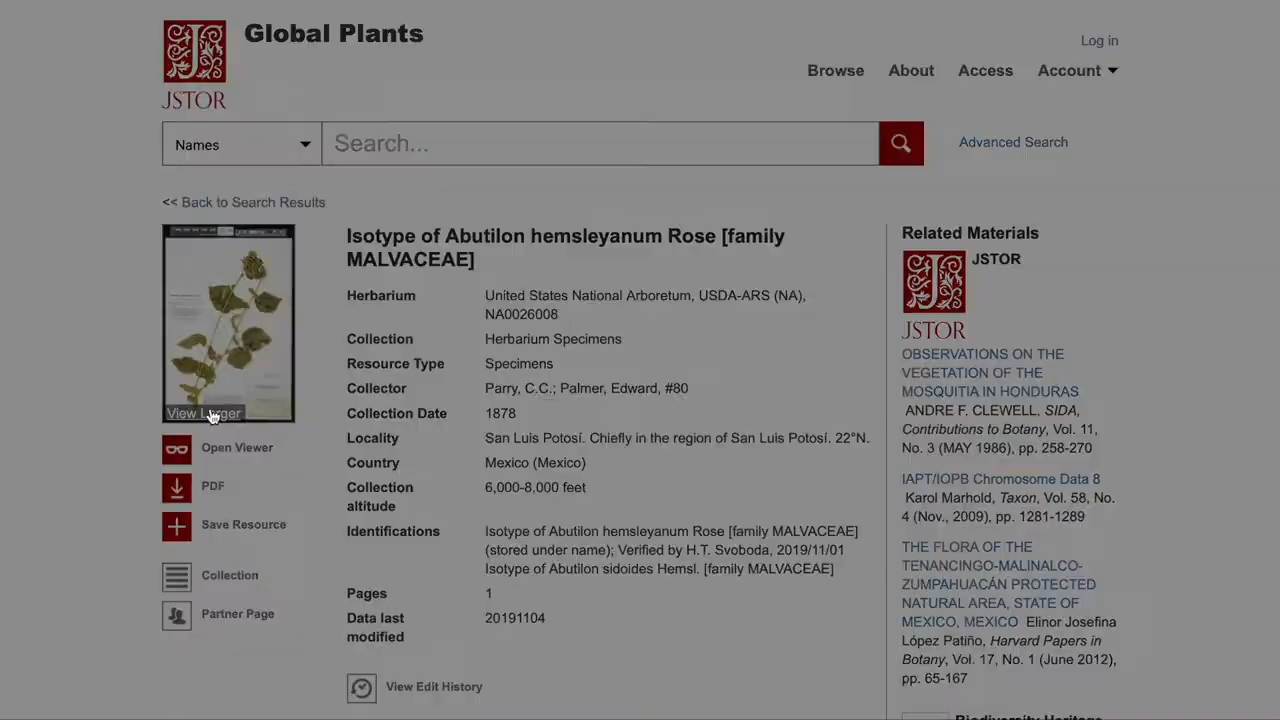 Global Plants
JSTOR
Log in
Browse
About
Access
Account
Names
Search...
Advanced Search
<< Back to Search Results
View Larger
Open Viewer
PDF
Save Resource
Collection
Partner Page
Isotype of Abutilon hemsleyanum Rose [family
MALVACEAE]
Herbarium
United States National Arboretum, USDA-ARS (NA),
NA0026008
Collection
Herbarium Specimens
Resource Type
Specimens
Collector
Parry, C.C.; Palmer, Edward, #80
Collection Date
1878
Locality
San Luis Potosí. Chiefly in the region of San Luis Potosí. 22°N.
Country
Mexico (Mexico)
Collection
altitude
6,000-8,000 feet
Identifications
Isotype of Abutilon hemsleyanum Rose [family MALVACEAE]
(stored under name); Verified by H.T. Svoboda, 2019/11/01
Isotype of Abutilon sidoides Hemsl. [family MALVACEAE]
Pages
1
Data last
modified
20191104
View Edit History
Related Materials
JSTOR
JSTOR
OBSERVATIONS ON THE
VEGETATION OF THE
MOSQUITIA IN HONDURAS
ANDRE F. CLEWELL, SIDA,
Contributions to Botany, Vol. 11,
No. 3 (MAY 1986), pp. 258-270
IAPT/IOPB Chromosome Data 8
Karol Marhold, Taxon, Vol. 58, No.
4 (Nov., 2009), pp. 1281-1289
THE FLORA OF THE
TENANCINGO-MALINALCO-
ZUMPAHUACÁN PROTECTED
NATURAL AREA, STATE OF
MEXICO, MEXICO Elinor Josefina
López Patiño, Harvard Papers in
Botany, Vol. 17, No. 1 (June 2012),
pp. 65-167
Biodiversity Heritage